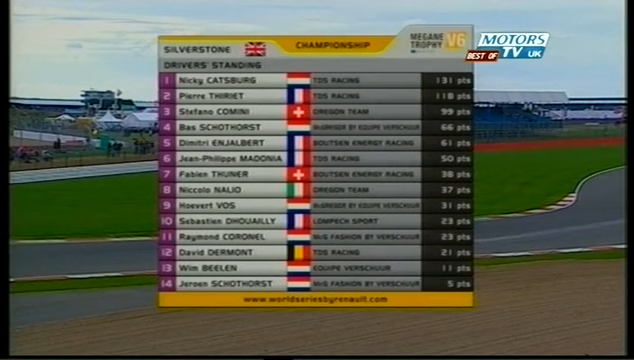 MOTORS
BEST OF TV UK
SILVERSTONE CHAMPIONSHIP MEGANE TROPHY V6
DRIVERS' STANDING
1 Nicky CATSBURG TDS RACING 131 pts
2 Pierre THIRIET TDS RACING 118 pts
3 Stefano COMINI OREGON TEAM 99 pts
4 Bas SCHOTHORST McGREGOR BY EQUIPE VERSCHUUR 66 pts
5 Dimitri ENJALBERT BOUTSEN ENERGY RACING 61 pts
6 Jean-Philippe MADONIA TDS RACING 50 pts
7 Fabien THUNER BOUTSEN ENERGY RACING 38 pts
8 Niccolo NALIO OREGON TEAM 37 pts
9 Hoevert VOS McGREGOR BY EQUIPE VERSCHUUR 31 pts
10 Sebastien DHOUAILLY LOMPECH SPORT 23 pts
11 Raymond CORONEL McG FASHION BY VERSCHUUR 23 pts
12 David DERMONT TDS RACING 21 pts
13 Wim BEELEN EQUIPE VERSCHUUR 11 pts
14 Jeroen SCHOTHORST McG FASHION BY VERSCHUUR 5 pts
www.worldseriesbyrenault.com